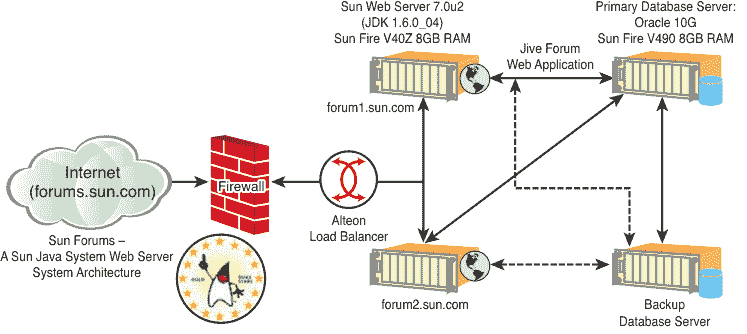 Sun Web Server 7.0u2
(JDK 1.6.0_04)
Sun Fire V40Z 8GB RAM
Primary Database Server:
Oracle 10G
Sun Fire V490 8GB RAM
Jive Forum
Web Application
forum1.sun.com
Internet
(forums.sun.com)
Firewall
Alteon
Load Balancer
Sun Forums –
A Sun Java System Web Server
System Architecture
forum2.sun.com
Backup
Database Server